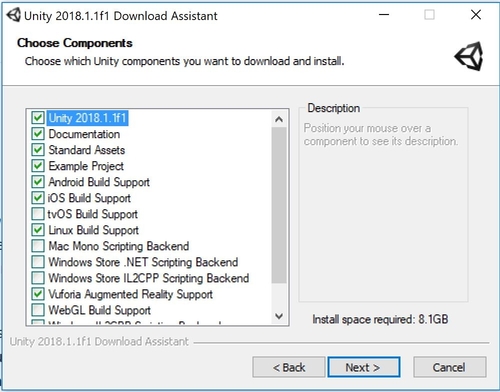 Unity 2018.1.1f1 Download Assistant
Choose Components
Choose which Unity components you want to download and install.
Unity 2018.1.1f1
Documentation
Standard Assets
Example Project
Android Build Support
iOS Build Support
tvOS Build Support
Linux Build Support
Mac Mono Scripting Backend
Windows Store .NET Scripting Backend
Windows Store IL2CPP Scripting Backend
Vuforia Augmented Reality Support
WebGL Build Support
Description
Position your mouse over a
component to see its description.
Install space required: 8.1GB
Unity 2018.1.1f1 Download Assistant
< Back
Next >
Cancel